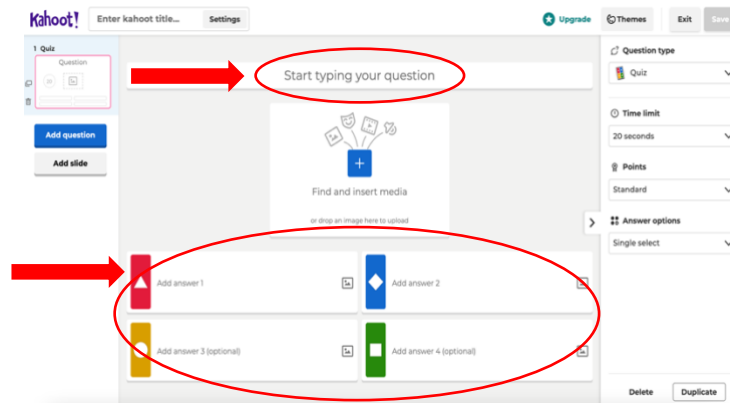 Kahoot! Enter kahoot title... Settings Upgrade Themes Exit Save
1 Quiz
Question
Add question
Add slide
Start typing your question
Find and insert media
or drop an image here to upload
Add answer 1
Add answer 2
Add answer 3 (optional)
Add answer 4 (optional)
Question type
Quiz
Time limit
20 seconds
Points
Standard
Answer options
Single select
Delete Duplicate